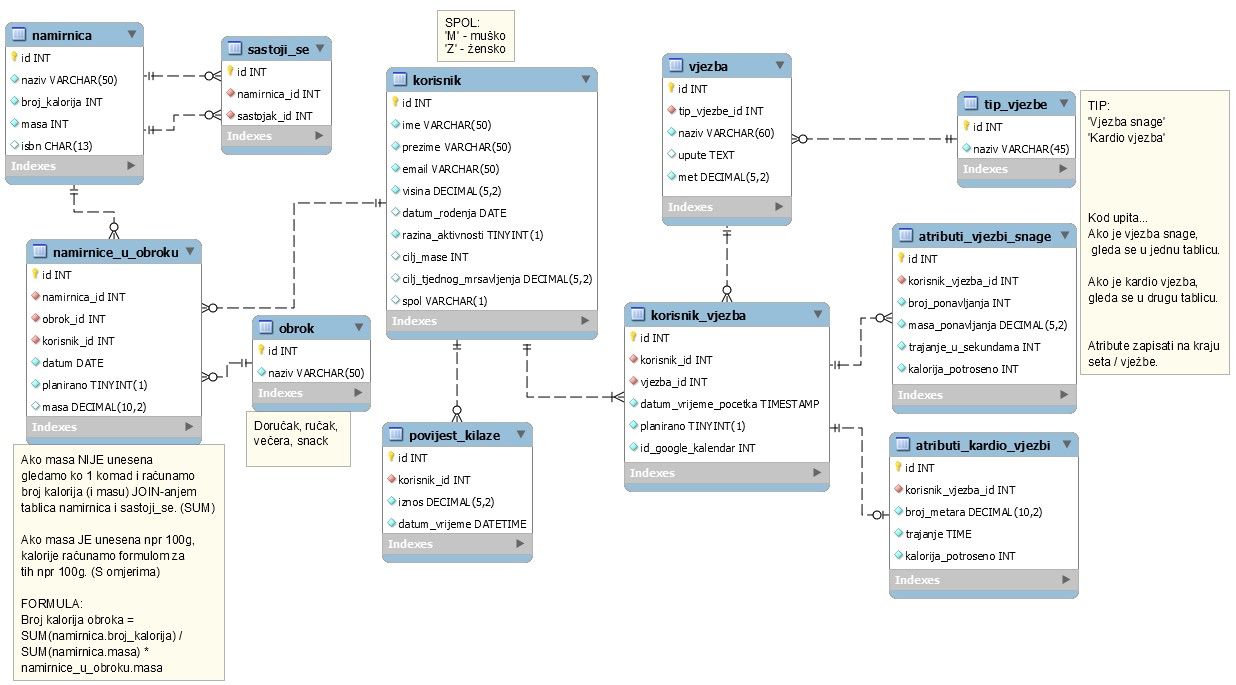 namirnica
id INT
naziv VARCHAR(50)
broj_kalorija INT
masa INT
isbn CHAR(13)
Indexes
sastoji_se
id INT
namirnica_id INT
sastojak_id INT
Indexes
SPOL:
'M' - muško
'Z' - žensko
korisnik
id INT
ime VARCHAR(50)
prezime VARCHAR(50)
email VARCHAR(50)
visina DECIMAL(5,2)
datum_rodenja DATE
razina_aktivnosti TINYINT(1)
cilj_mase INT
cilj_tjednog_mrsavljenja DECIMAL(5,2)
spol VARCHAR(1)
Indexes
vjezba
id INT
tip_vjezbe_id INT
naziv VARCHAR(60)
upute TEXT
met DECIMAL(5,2)
Indexes
tip_vjezbe
id INT
naziv VARCHAR(45)
Indexes
TIP:
'Vjezba snage'
'Kardio vjezba'
Kod upita...
Ako je vjezba snage,
gleda se u jednu tablicu.
Ako je kardio vjezba,
gleda se u drugu tablicu.
Atribute zapisati na kraju
seta / vježbe.
namirnice_u_obroku
id INT
namirnica_id INT
obrok_id INT
korisnik_id INT
datum DATE
planirano TINYINT(1)
masa DECIMAL(10,2)
Indexes
obrok
id INT
naziv VARCHAR(50)
Indexes
Doručak, ručak,
večera, snack
povijest_kilaze
id INT
korisnik_id INT
iznos DECIMAL(5,2)
datum_vrijeme DATETIME
Indexes
korisnik_vjezba
id INT
korisnik_id INT
vjezba_id INT
datum_vrijeme_pocetka TIMESTAMP
planirano TINYINT(1)
id_google_kalendar INT
Indexes
atributi_vjezbi_snage
id INT
korisnik_vjezba_id INT
broj_ponavljanja INT
masa_ponavljanja DECIMAL(5,2)
trajanje_u_sekundama INT
kalorija_potroseno INT
Indexes
atributi_kardio_vjezbi
id INT
korisnik_vjezba_id INT
broj_metara DECIMAL(10,2)
trajanje TIME
kalorija_potroseno INT
Indexes
Ako masa NIJE unesena
gledamo ko 1 komad i računamo
broj kalorija (i masu) JOIN-anjem
tablica namirnica i sastoji_se. (SUM)
Ako masa JE unesena npr 100g,
kalorije računamo formulom za
tih npr 100g. (S omjerima)
FORMULA:
Broj kalorija obroka =
SUM(namirnica.broj_kalorija) /
SUM(namirnica.masa) *
namirnice_u_obroku.masa